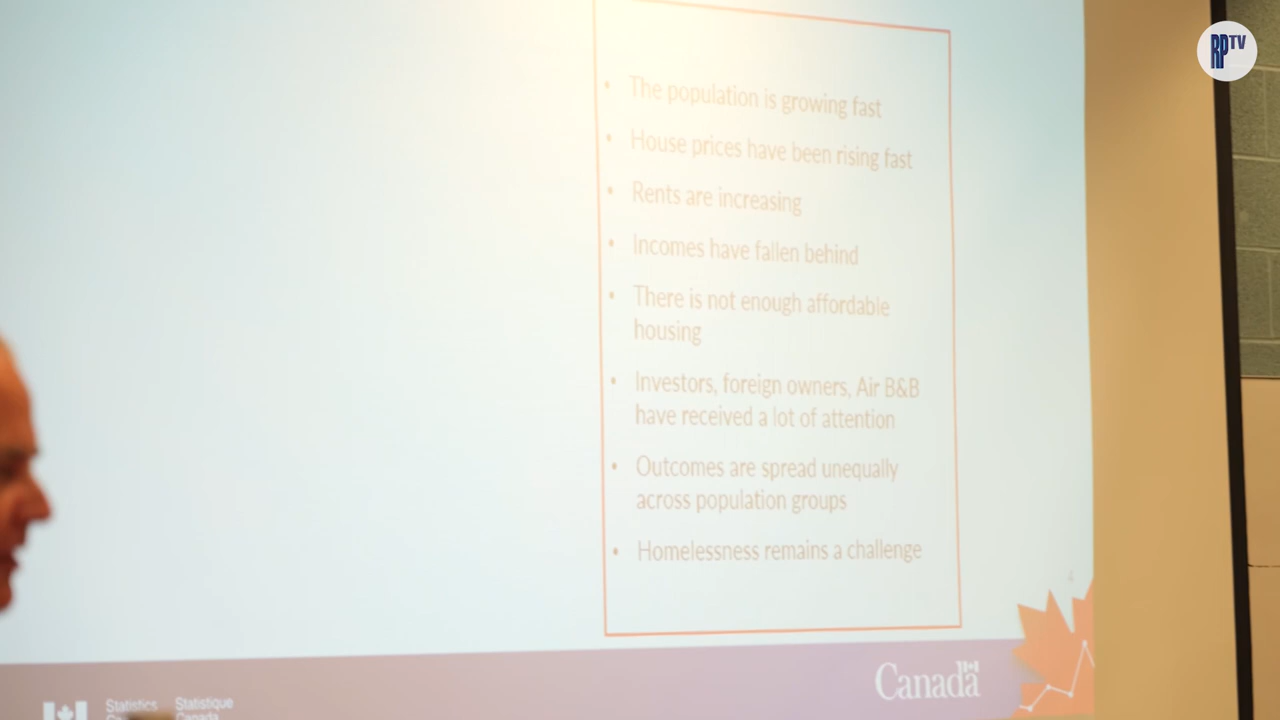 RPTV
• The population is growing fast
• House prices have been rising fast
• Rents are increasing
• Incomes have fallen behind
• There is not enough affordable
housing
• Investors, foreign owners, Air B&B
have received a lot of attention
• Outcomes are spread unequally
across population groups
• Homelessness remains a challenge
4
Canada
Statistics Statistique
Canada